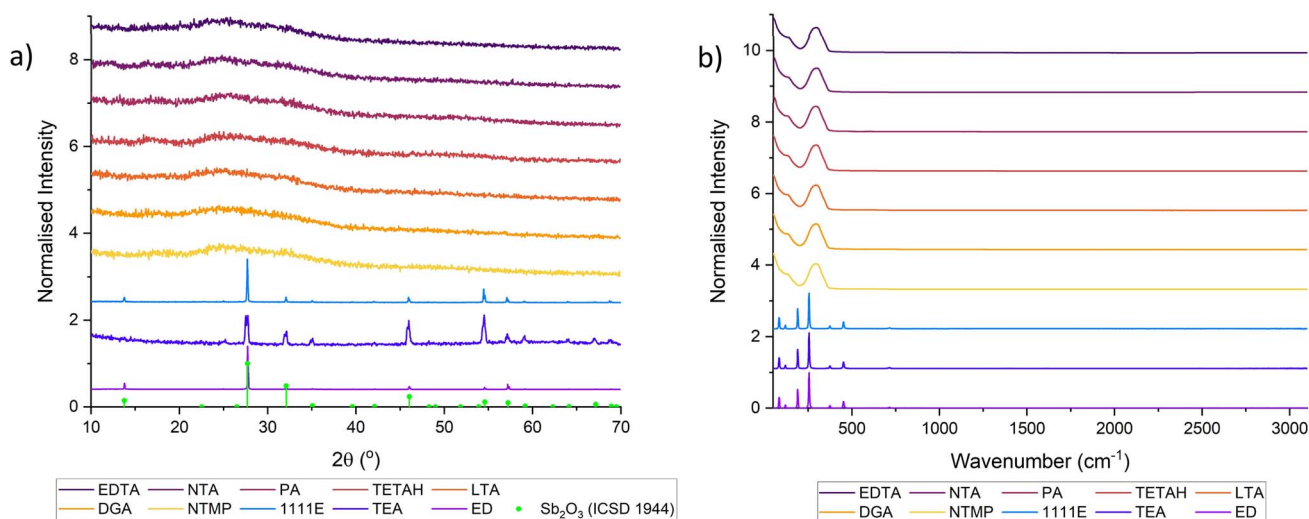 a)
Normalised Intensity
8
6
4
2
0
10 20 30 40 50 60 70
2θ (°)
EDTA NTA PA TETAH LTA
DGA NTMP 1111E TEA ED Sb₂O₃ (ICSD 1944)
b)
Normalised Intensity
10
8
6
4
2
0
500 1000 1500 2000 2500 3000
Wavenumber (cm⁻¹)
EDTA NTA PA TETAH LTA
DGA NTMP 1111E TEA ED